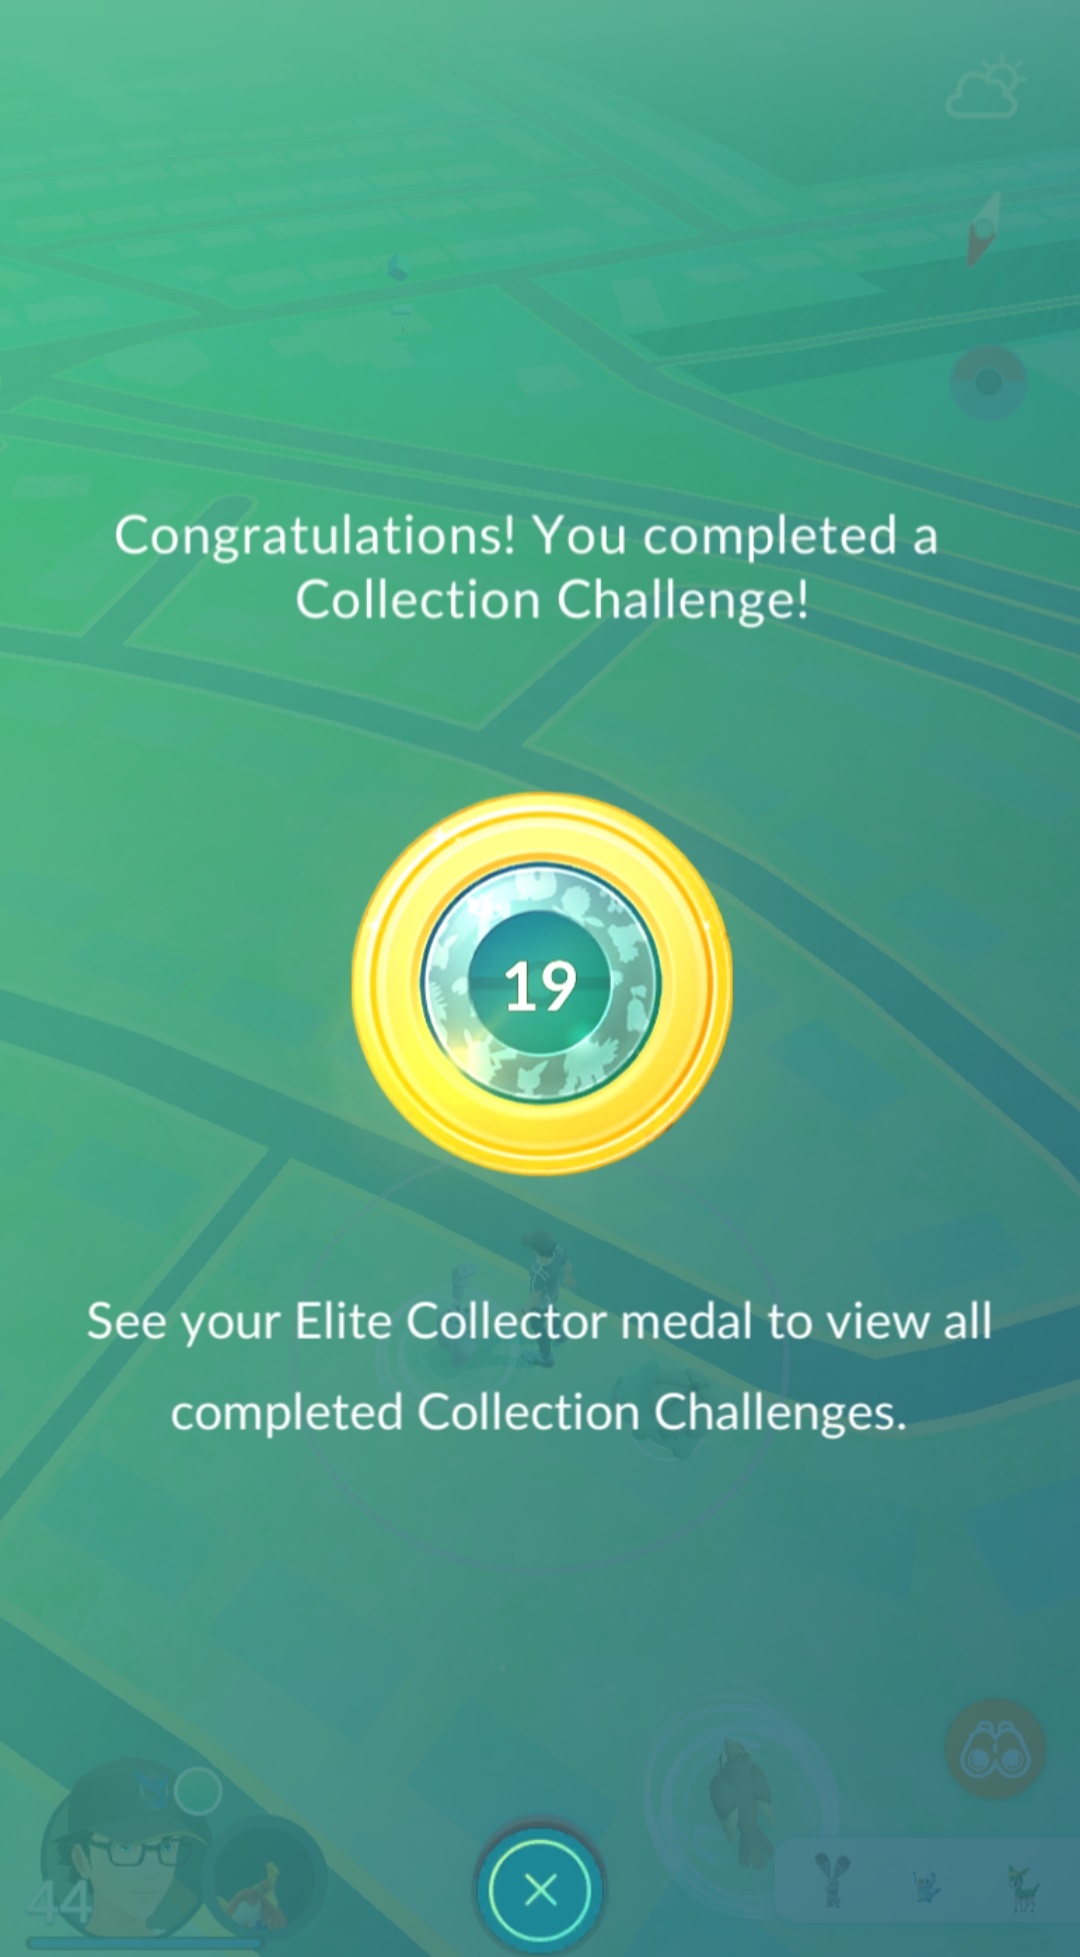 Congratulations! You completed a
Collection Challenge!
19
See your Elite Collector medal to view all
completed Collection Challenges.
44